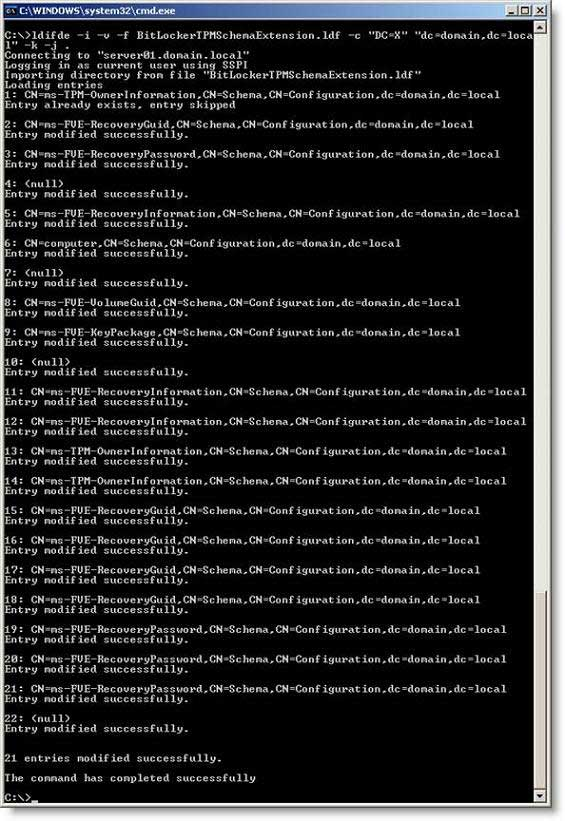 C:\WINDOWS\system32\cmd.exe
C:\>ldifde -i -v -f BitLockerTPMSchemaExtension.ldf -c "DC=X" "dc=domain,dc=loca
l" -k -j .
Connecting to "server01.domain.local"
Logging in as current user using SSPI
Importing directory from file "BitLockerTPMSchemaExtension.ldf"
Loading entries
1: CN=ms-TPM-OwnerInformation,CN=Schema,CN=Configuration,dc=domain,dc=local
Entry already exists, entry skipped
2: CN=ms-FVE-RecoveryGuid,CN=Schema,CN=Configuration,dc=domain,dc=local
Entry modified successfully.
3: CN=ms-FVE-RecoveryPassword,CN=Schema,CN=Configuration,dc=domain,dc=local
Entry modified successfully.
4: (null)
Entry modified successfully.
5: CN=ms-FVE-RecoveryInformation,CN=Schema,CN=Configuration,dc=domain,dc=local
Entry modified successfully.
6: CN=computer,CN=Schema,CN=Configuration,dc=domain,dc=local
Entry modified successfully.
7: (null)
Entry modified successfully.
8: CN=ms-FVE-VolumeGuid,CN=Schema,CN=Configuration,dc=domain,dc=local
Entry modified successfully.
9: CN=ms-FVE-KeyPackage,CN=Schema,CN=Configuration,dc=domain,dc=local
Entry modified successfully.
10: (null)
Entry modified successfully.
11: CN=ms-FVE-RecoveryInformation,CN=Schema,CN=Configuration,dc=domain,dc=local
Entry modified successfully.
12: CN=ms-FVE-RecoveryInformation,CN=Schema,CN=Configuration,dc=domain,dc=local
Entry modified successfully.
13: CN=ms-TPM-OwnerInformation,CN=Schema,CN=Configuration,dc=domain,dc=local
Entry modified successfully.
14: CN=ms-TPM-OwnerInformation,CN=Schema,CN=Configuration,dc=domain,dc=local
Entry modified successfully.
15: CN=ms-FVE-RecoveryGuid,CN=Schema,CN=Configuration,dc=domain,dc=local
Entry modified successfully.
16: CN=ms-FVE-RecoveryGuid,CN=Schema,CN=Configuration,dc=domain,dc=local
Entry modified successfully.
17: CN=ms-FVE-RecoveryGuid,CN=Schema,CN=Configuration,dc=domain,dc=local
Entry modified successfully.
18: CN=ms-FVE-RecoveryGuid,CN=Schema,CN=Configuration,dc=domain,dc=local
Entry modified successfully.
19: CN=ms-FVE-RecoveryPassword,CN=Schema,CN=Configuration,dc=domain,dc=local
Entry modified successfully.
20: CN=ms-FVE-RecoveryPassword,CN=Schema,CN=Configuration,dc=domain,dc=local
Entry modified successfully.
21: CN=ms-FVE-RecoveryPassword,CN=Schema,CN=Configuration,dc=domain,dc=local
Entry modified successfully.
22: (null)
Entry modified successfully.
21 entries modified successfully.
The command has completed successfully
C:\>_